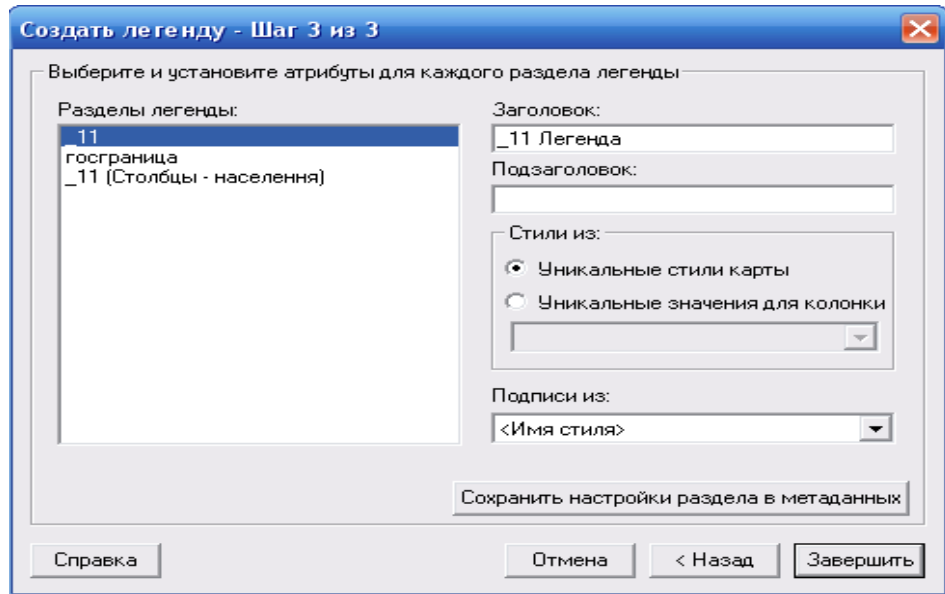 Создать легенду - Шаг 3 из 3
Выберите и установите атрибуты для каждого раздела легенды
Разделы легенды:
_11
госграница
_11 (Столбцы - населення)
Заголовок:
_11 Легенда
Подзаголовок:
Стили из:
Уникальные стили карты
Уникальные значения для колонки
Подписи из:
<Имя стиля>
Сохранить настройки раздела в метаданных
Справка
Отмена
< Назад
Завершить